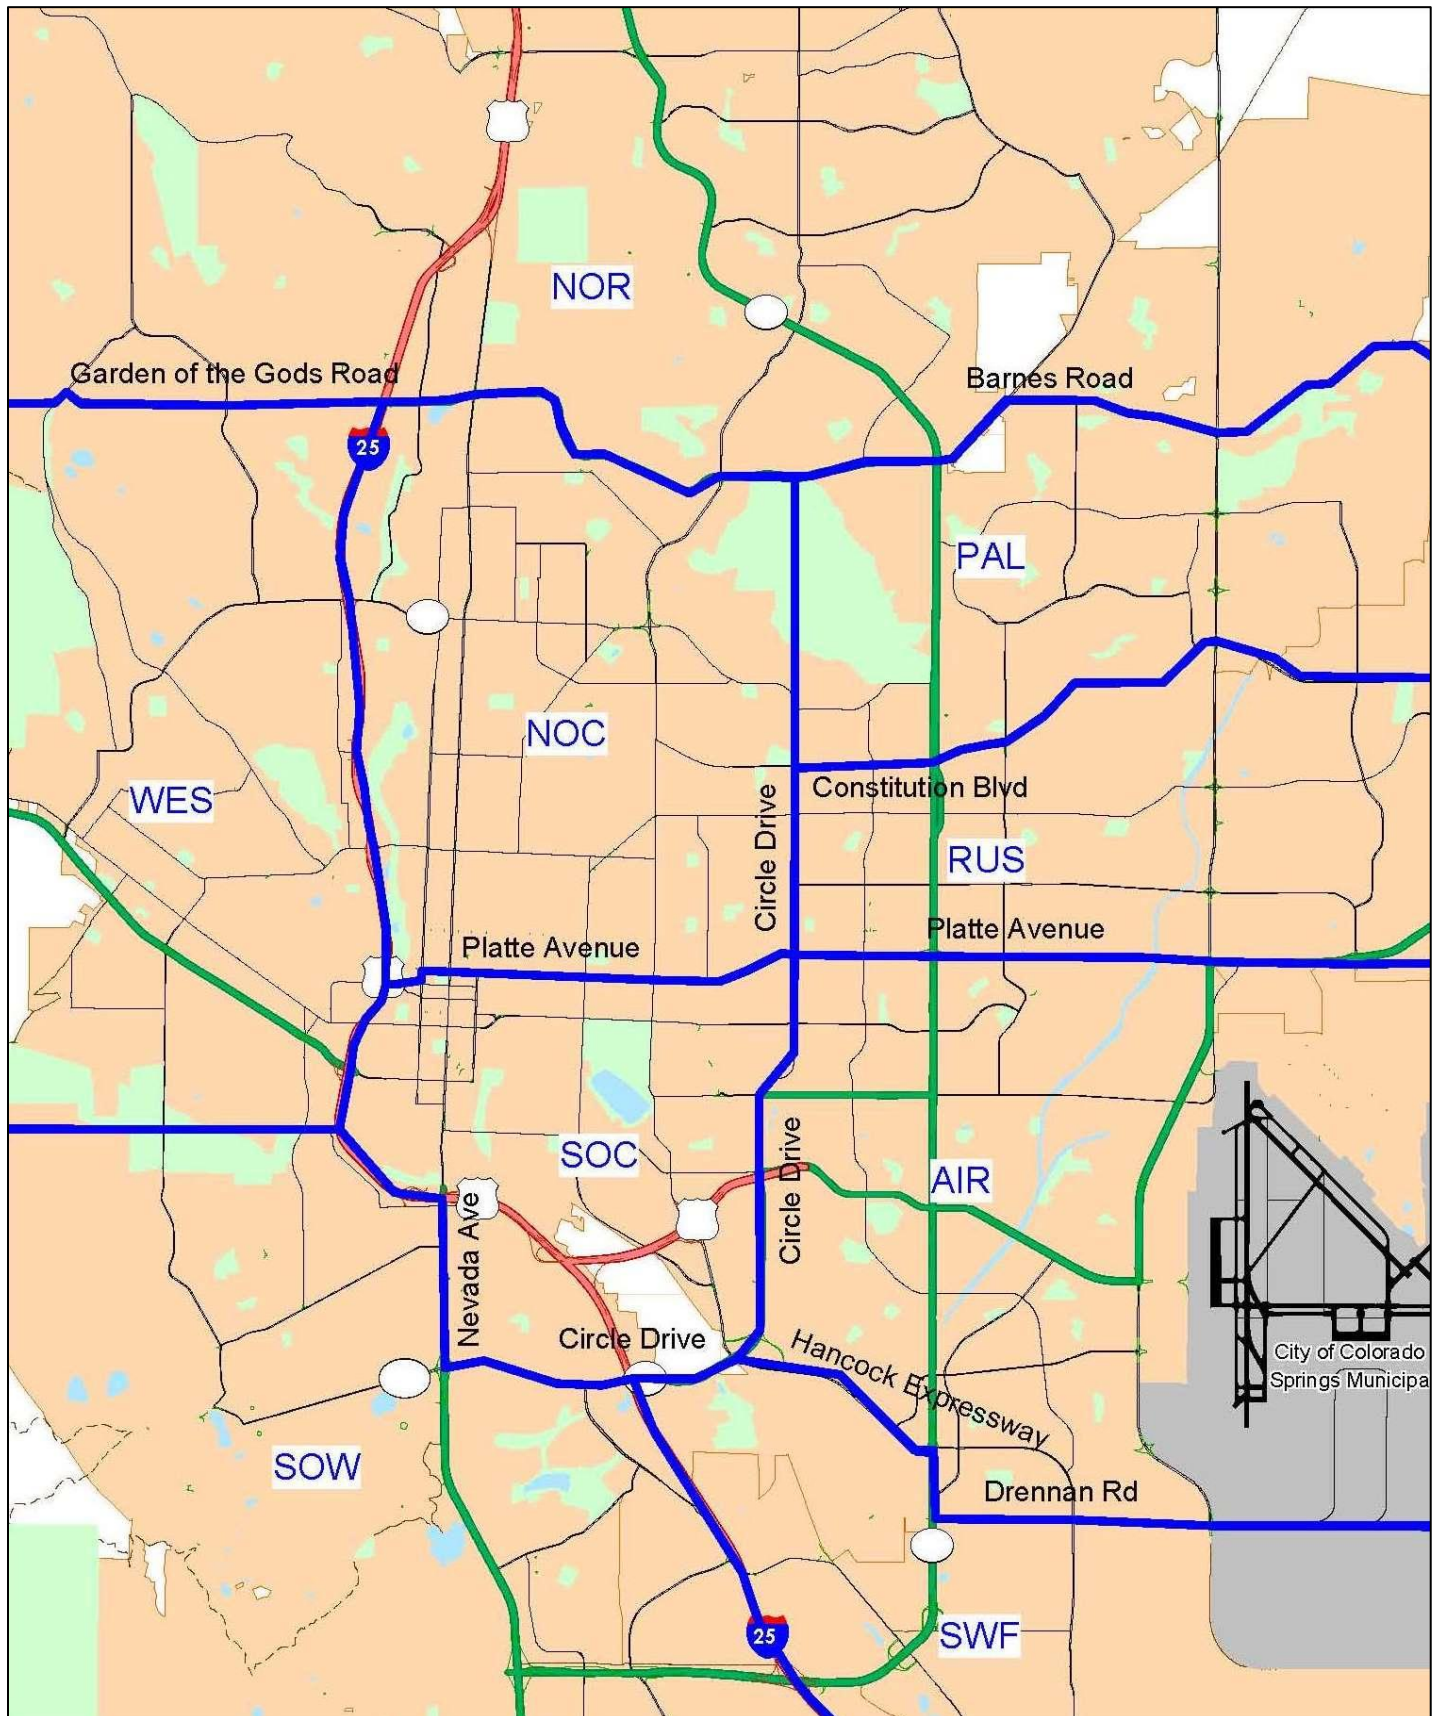 NOR
Garden of the Gods Road
Barnes Road
25
PAL
NOC
WES
Constitution Blvd
Circle Drive
RUS
Platte Avenue
Platte Avenue
SOC
Circle Drive
AIR
Nevada Ave
Circle Drive
Hancock Expressway
City of Colorado
Springs Municipa
SOW
Drennan Rd
25
SWF